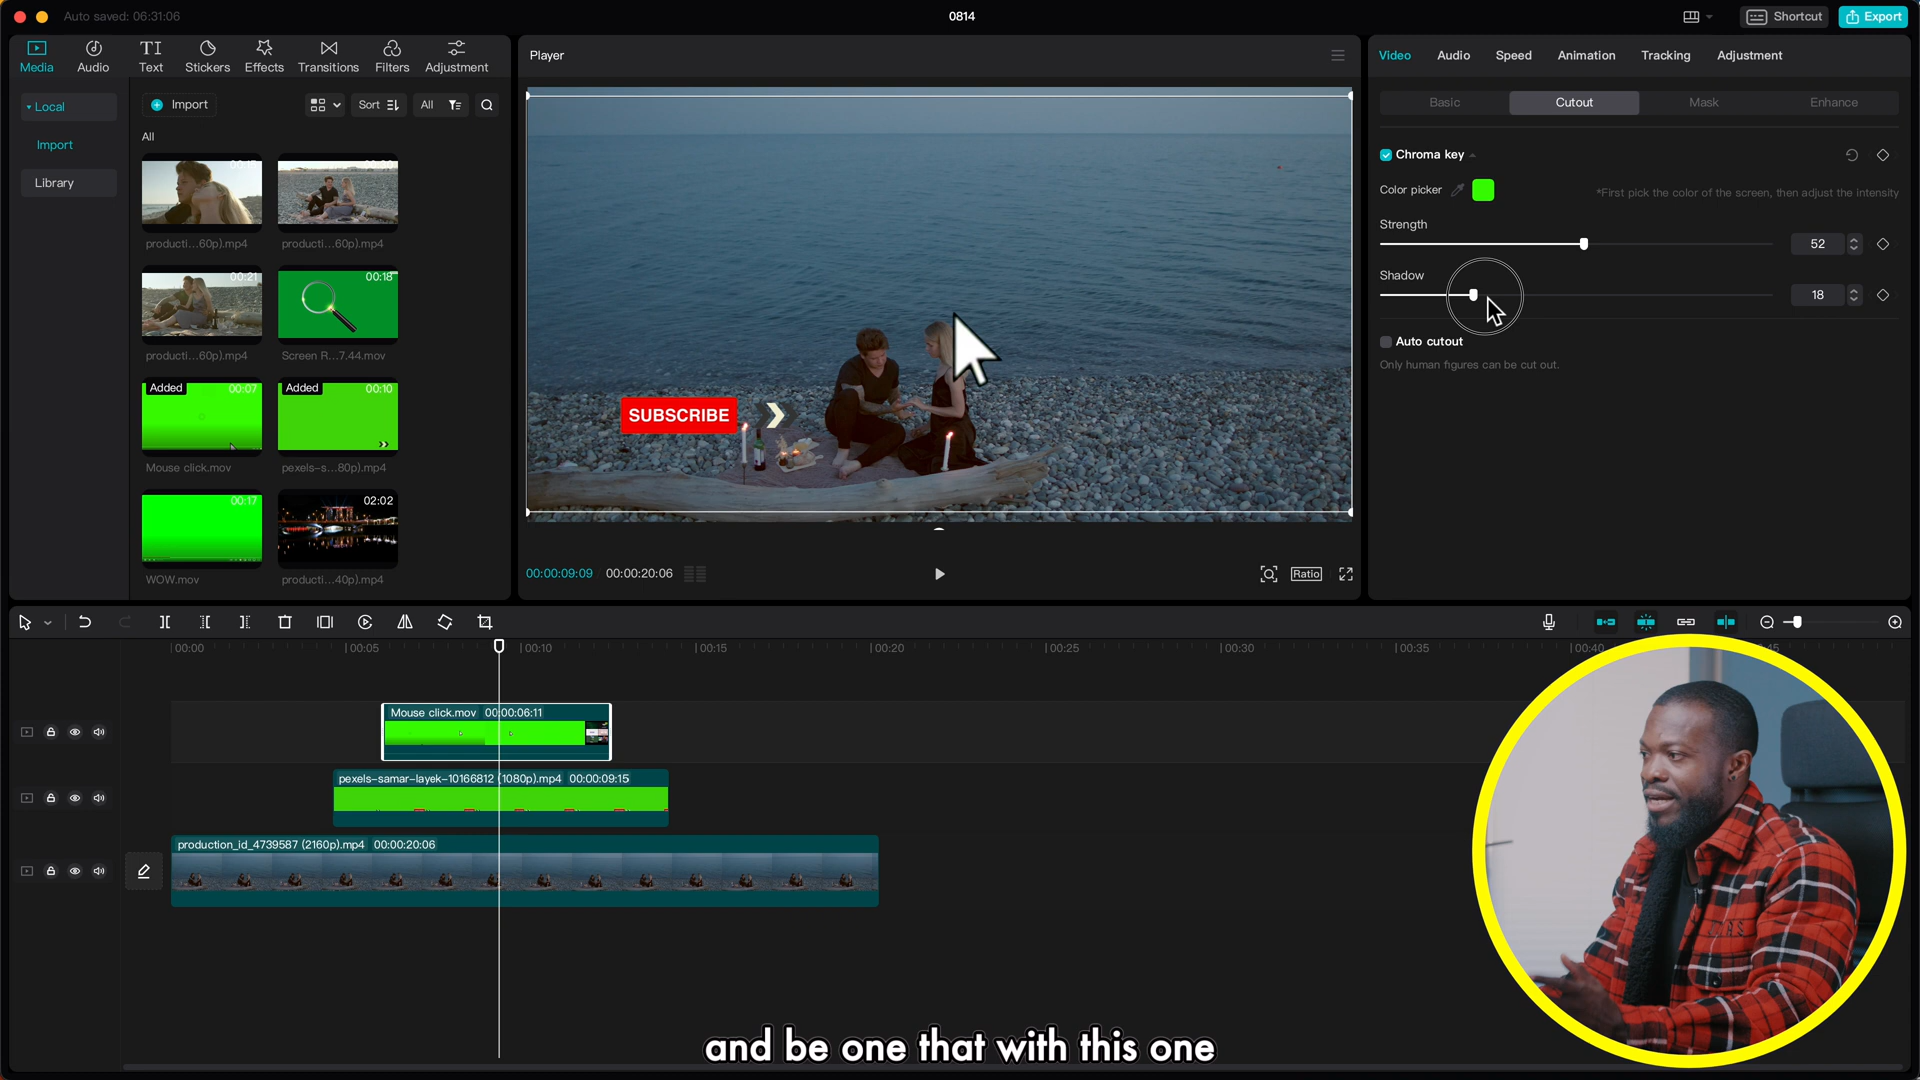 Auto saved: 06:31:06
0814
Shortcut
Export
Media
Audio
Text
Stickers
Effects
Transitions
Filters
Adjustment
Player
Video
Audio
Speed
Animation
Tracking
Adjustment
Local
Import
Sort
All
Basic
Cutout
Mask
Enhance
Import
Library
All
Chroma key
Color picker
*First pick the color of the screen, then adjust the intensity
Strength
52
Shadow
18
Auto cutout
Only human figures can be cut out.
producti...60p).mp4
producti...60p).mp4
00:21
00:18
producti...60p).mp4
Screen R...7.44.mov
Added
00:07
Added
00:10
Mouse click.mov
pexels-s...80p).mp4
00:17
02:02
WOW.mov
producti...40p).mp4
SUBSCRIBE
00:00:09:09
00:00:20:06
Ratio
00:00
00:05
00:10
00:15
00:20
00:25
00:30
00:35
00:40
Mouse click.mov 00:00:06:11
pexels-samar-layek-10166812 (1080p).mp4 00:00:09:15
production_id_4739587 (2160p).mp4 00:00:20:06
and be one that with this one